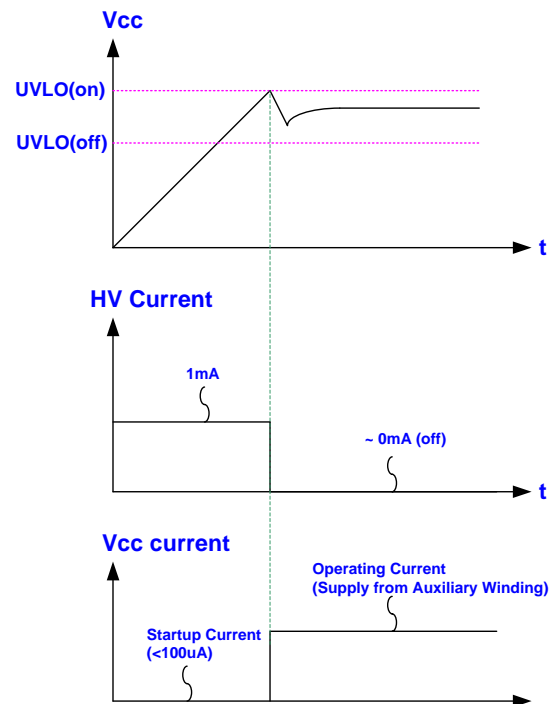 Vcc
UVLO(on)
UVLO(off)
t
HV Current
1mA
~ 0mA (off)
t
Vcc current
Operating Current
(Supply from Auxiliary Winding)
Startup Current
(<100uA)